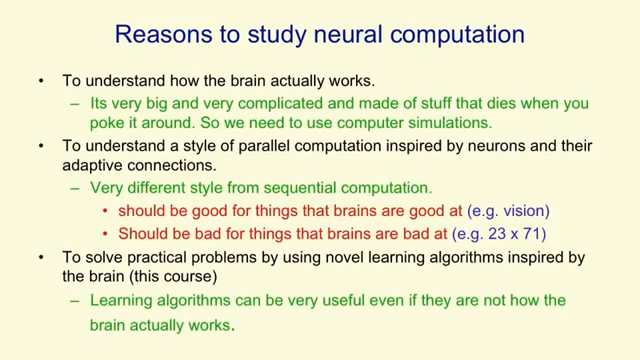 Reasons to study neural computation
• To understand how the brain actually works.
– Its very big and very complicated and made of stuff that dies when you
poke it around. So we need to use computer simulations.
• To understand a style of parallel computation inspired by neurons and their
adaptive connections.
– Very different style from sequential computation.
• should be good for things that brains are good at (e.g. vision)
• Should be bad for things that brains are bad at (e.g. 23 x 71)
• To solve practical problems by using novel learning algorithms inspired by
the brain (this course)
– Learning algorithms can be very useful even if they are not how the
brain actually works.